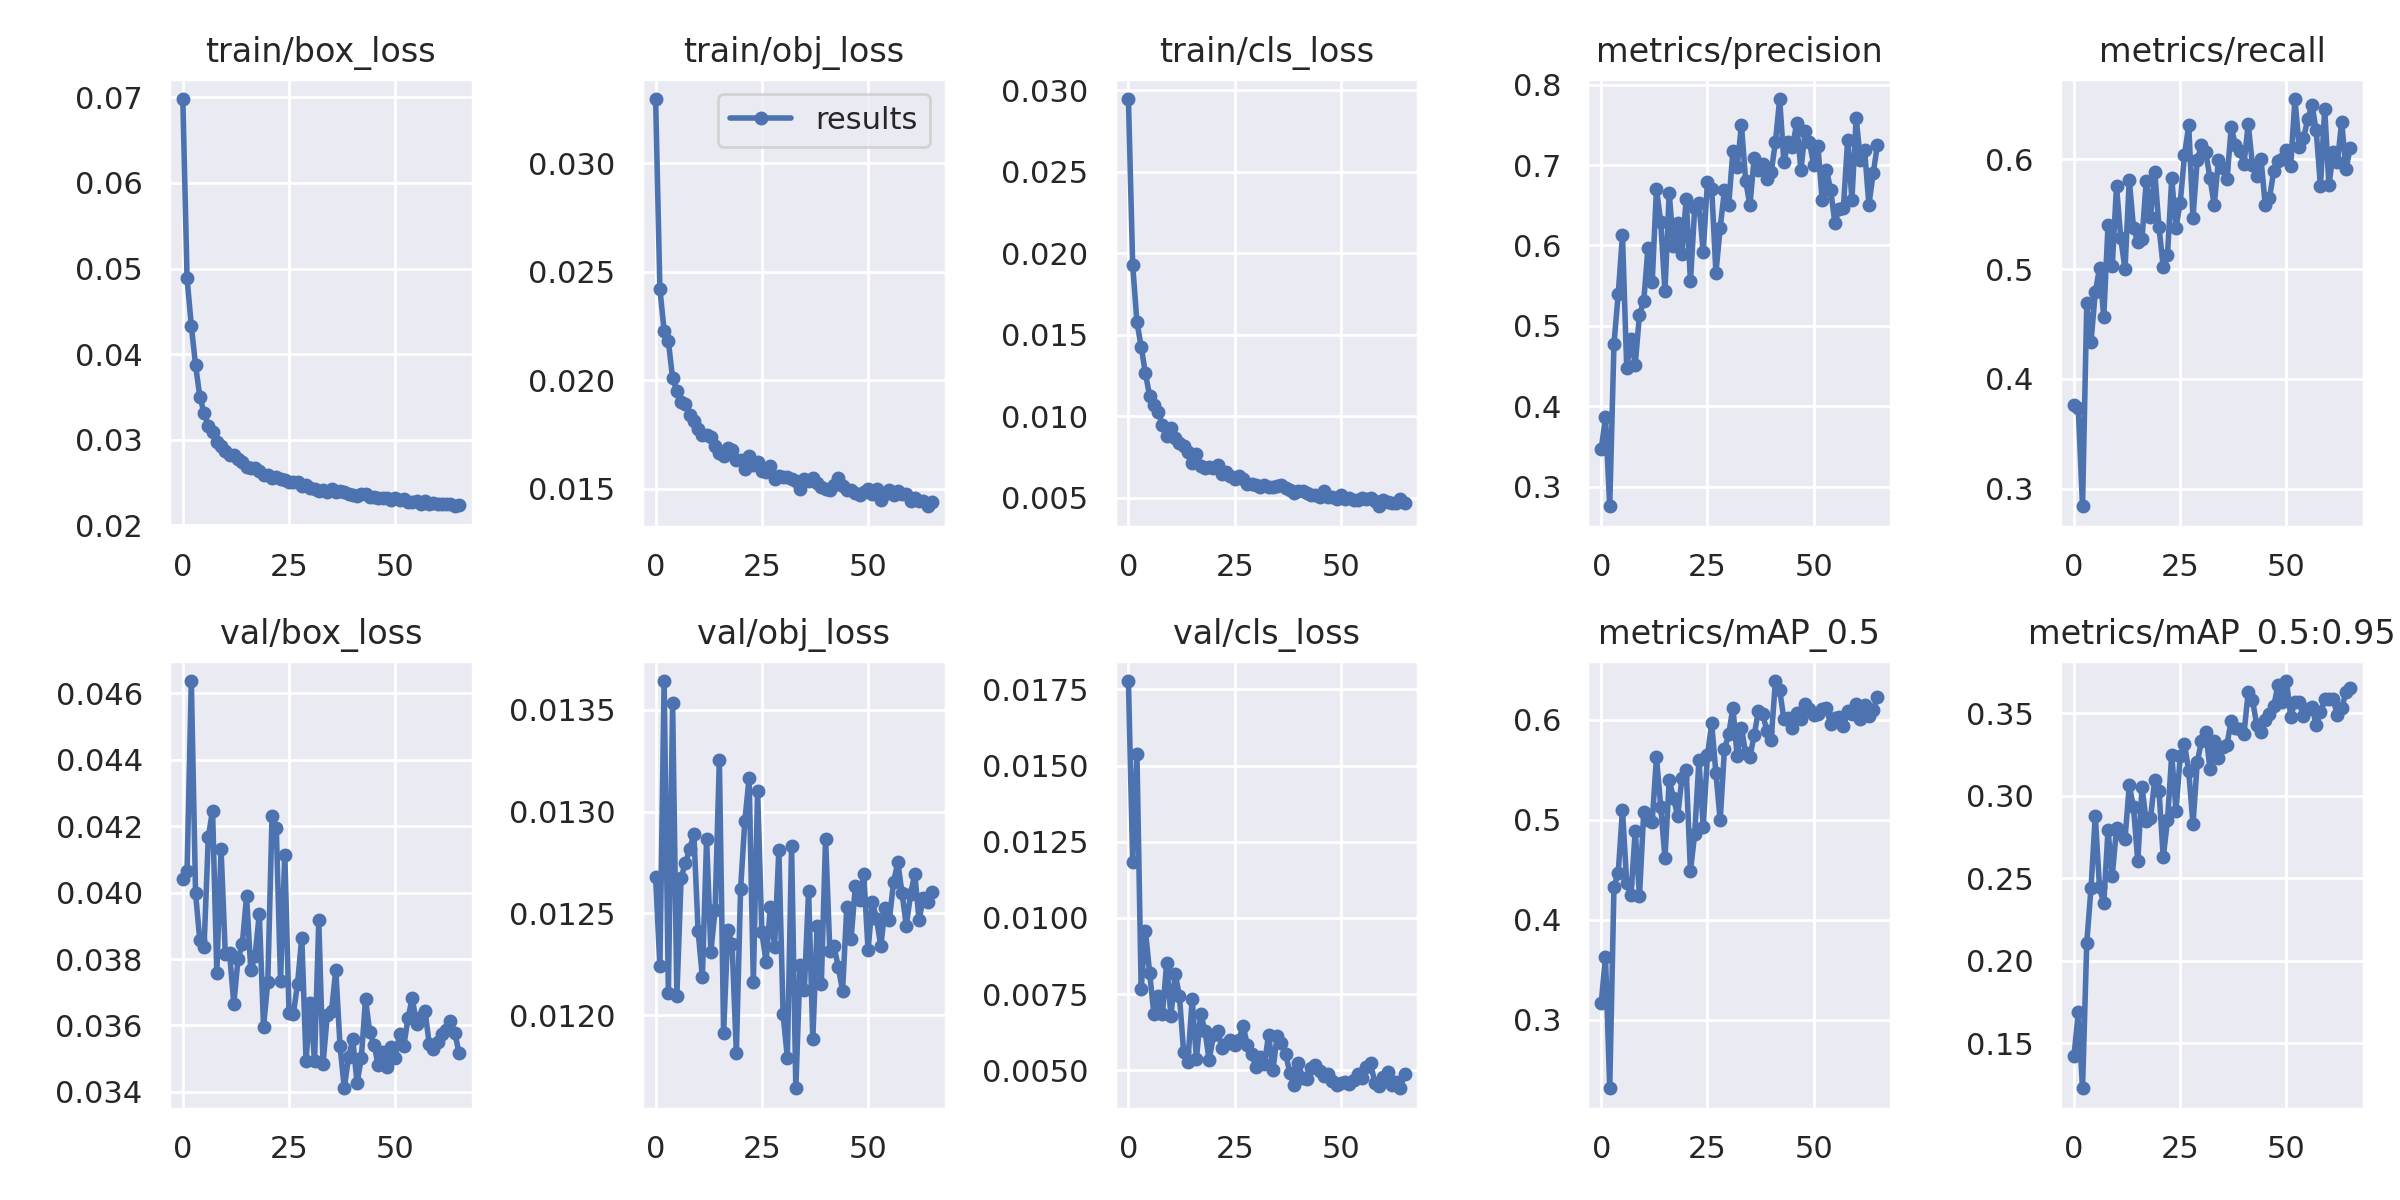 train/box_loss
0.07
0.06
0.05
0.04
0.03
0.02
0 25 50
train/obj_loss
results
0.030
0.025
0.020
0.015
0 25 50
train/cls_loss
0.030
0.025
0.020
0.015
0.010
0.005
0 25 50
metrics/precision
0.8
0.7
0.6
0.5
0.4
0.3
0 25 50
metrics/recall
0.6
0.5
0.4
0.3
0 25 50
val/box_loss
0.046
0.044
0.042
0.040
0.038
0.036
0.034
0 25 50
val/obj_loss
0.0135
0.0130
0.0125
0.0120
0 25 50
val/cls_loss
0.0175
0.0150
0.0125
0.0100
0.0075
0.0050
0 25 50
metrics/mAP_0.5
0.6
0.5
0.4
0.3
0 25 50
metrics/mAP_0.5:0.95
0.35
0.30
0.25
0.20
0.15
0 25 50